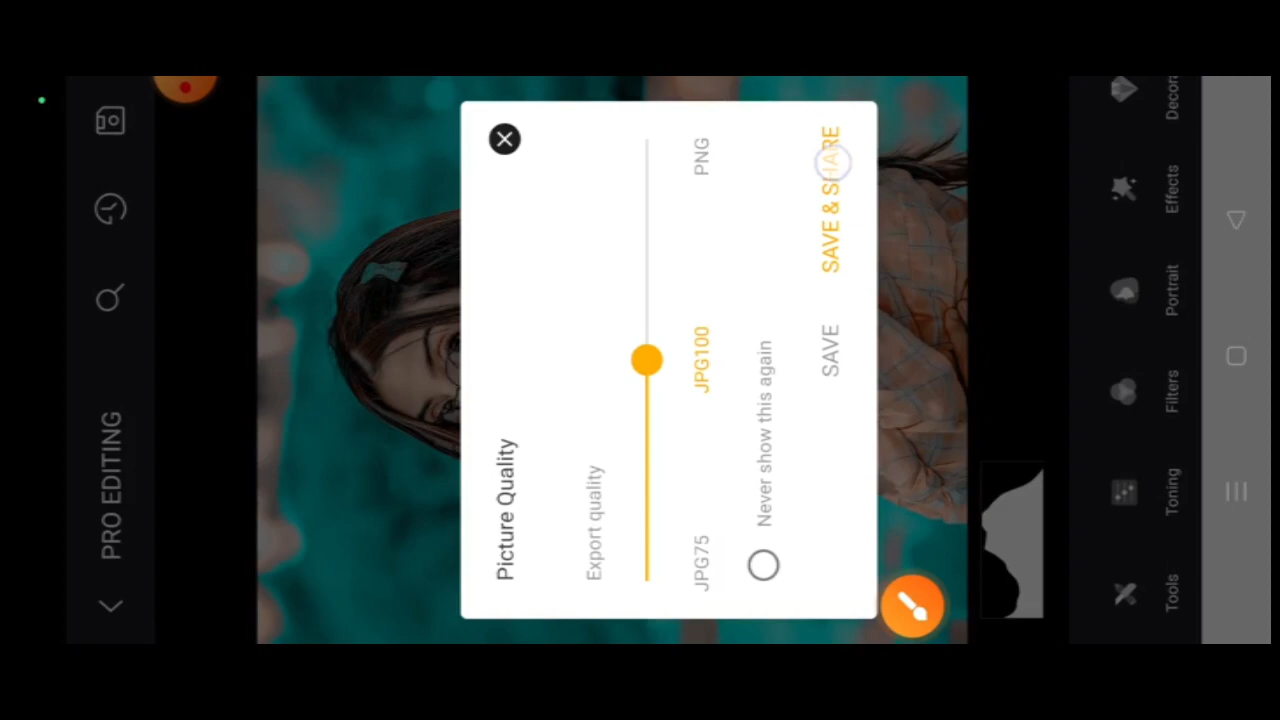 PRO EDITING
Picture Quality
Export quality
JPG75 JPG100 PNG
Never show this again
SAVE SAVE & SHARE
Tools Toning Filters Portrait Effects Decora